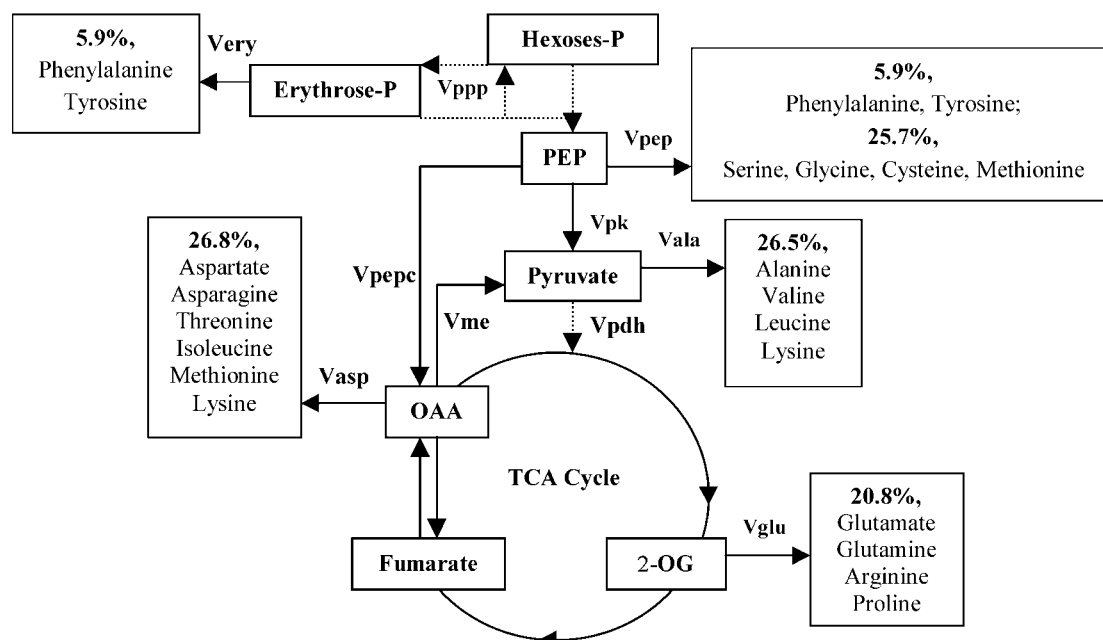 5.9%,
Phenylalanine
Tyrosine
Very
Hexoses-P
Erythrose-P
Vppp
5.9%,
Phenylalanine, Tyrosine;
25.7%,
Serine, Glycine, Cysteine, Methionine
PEP
Vpep
Vpk
26.8%,
Aspartate
Asparagine
Threonine
Isoleucine
Methionine
Lysine
Vpepc
Vme
Pyruvate
Vala
26.5%,
Alanine
Valine
Leucine
Lysine
Vpdh
Vasp
OAA
TCA Cycle
Fumarate
2-OG
Vglu
20.8%,
Glutamate
Glutamine
Arginine
Proline